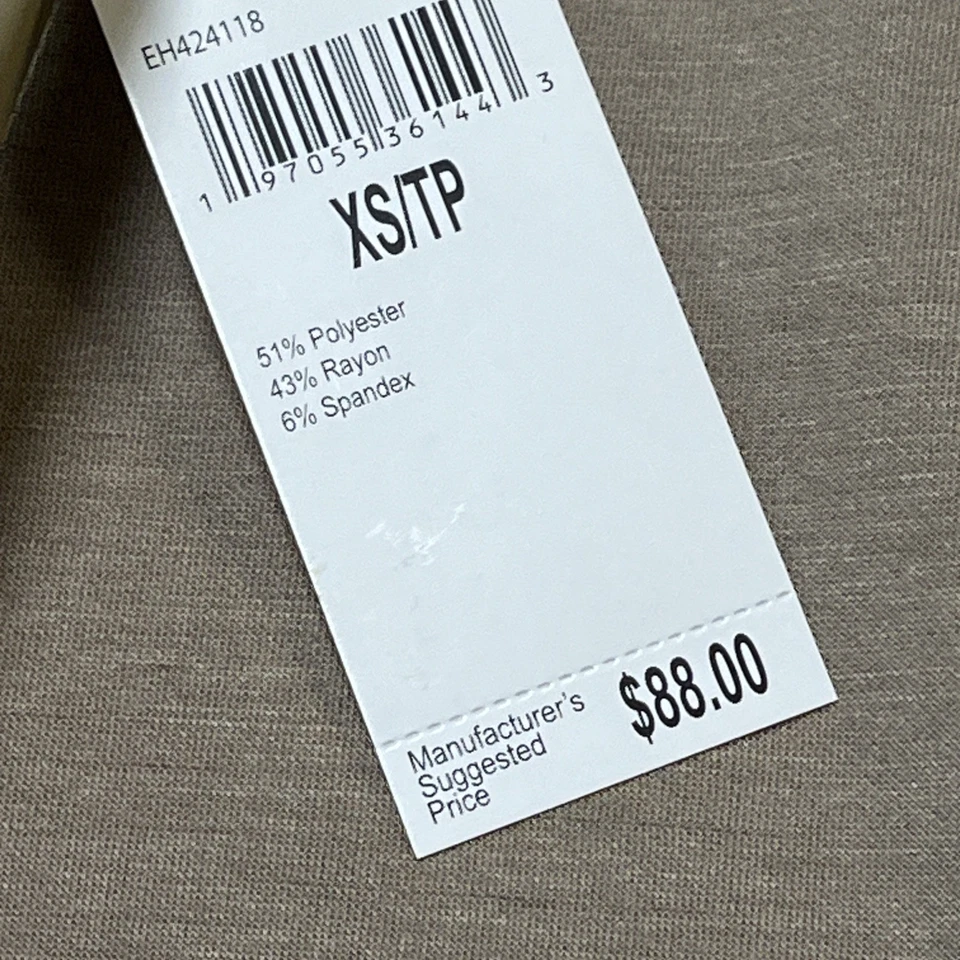 EH424118
1 97055 36144 3
XS/TP
51% Polyester
43% Rayon
6% Spandex
Manufacturer's
Suggested
Price
$88.00